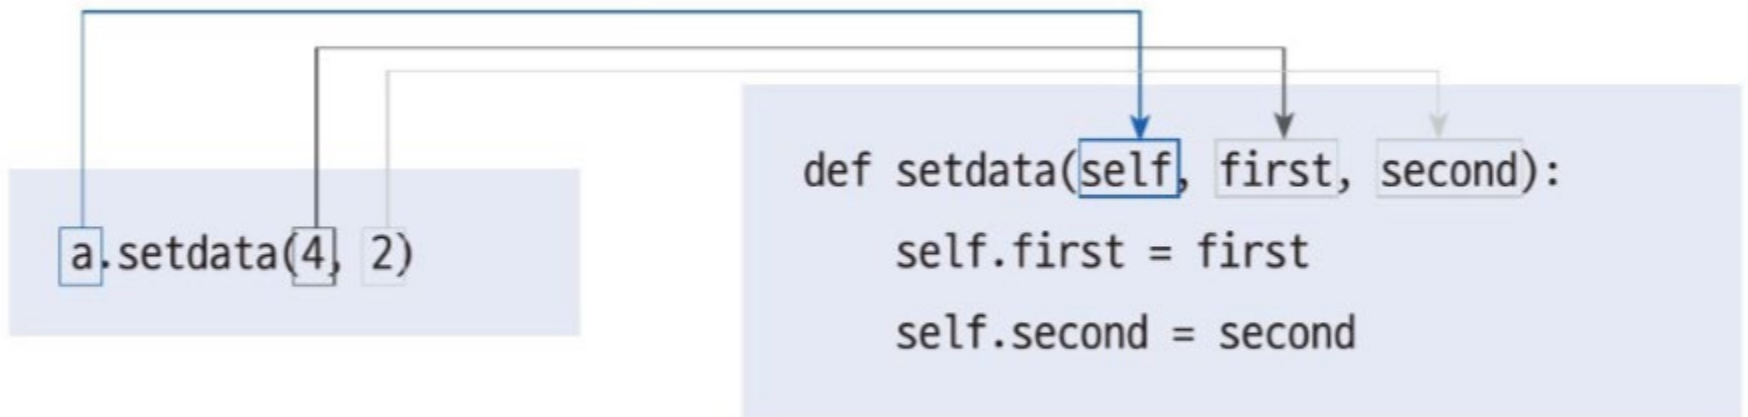 a.setdata(4, 2)
def setdata(self, first, second):
self.first = first
self.second = second